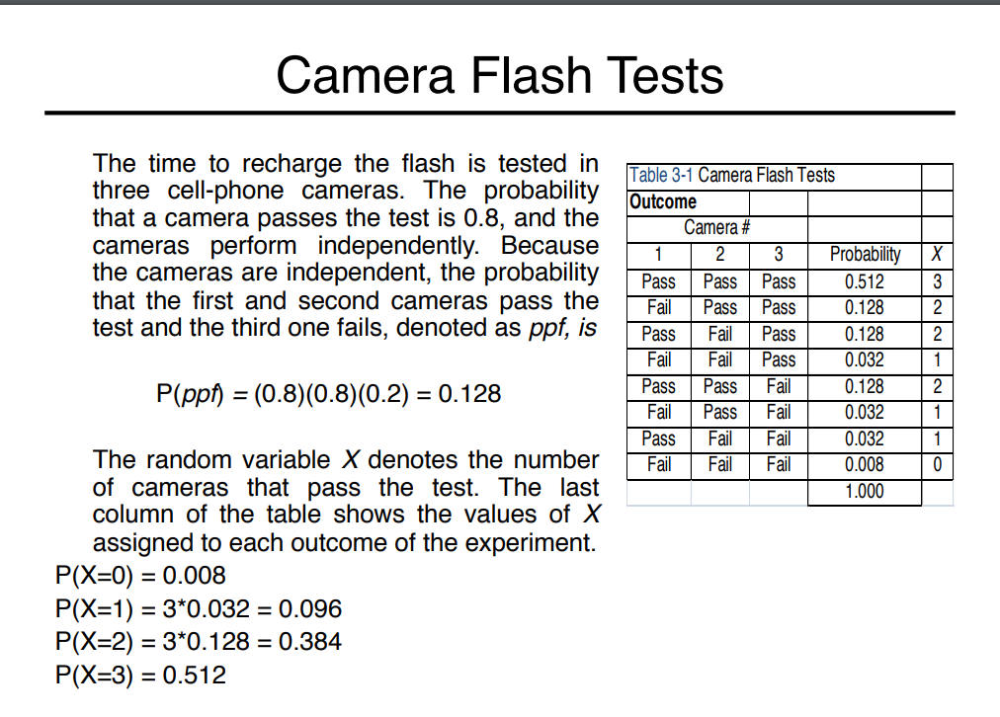 Camera Flash Tests
The time to recharge the flash is tested in
three cell-phone cameras. The probability
that a camera passes the test is 0.8, and the
cameras perform independently. Because
the cameras are independent, the probability
that the first and second cameras pass the
test and the third one fails, denoted as ppf, is
P(ppf) = (0.8)(0.8)(0.2) = 0.128
The random variable X denotes the number
of cameras that pass the test. The last
column of the table shows the values of X
assigned to each outcome of the experiment.
P(X=0) = 0.008
P(X=1) = 3*0.032 = 0.096
P(X=2) = 3*0.128 = 0.384
P(X=3) = 0.512
Table 3-1 Camera Flash Tests
Outcome
Camera #
1 2 3 Probability X
Pass Pass Pass 0.512 3
Fail Pass Pass 0.128 2
Pass Fail Pass 0.128 2
Fail Fail Pass 0.032 1
Pass Pass Fail 0.128 2
Fail Pass Fail 0.032 1
Pass Fail Fail 0.032 1
Fail Fail Fail 0.008 0
1.000